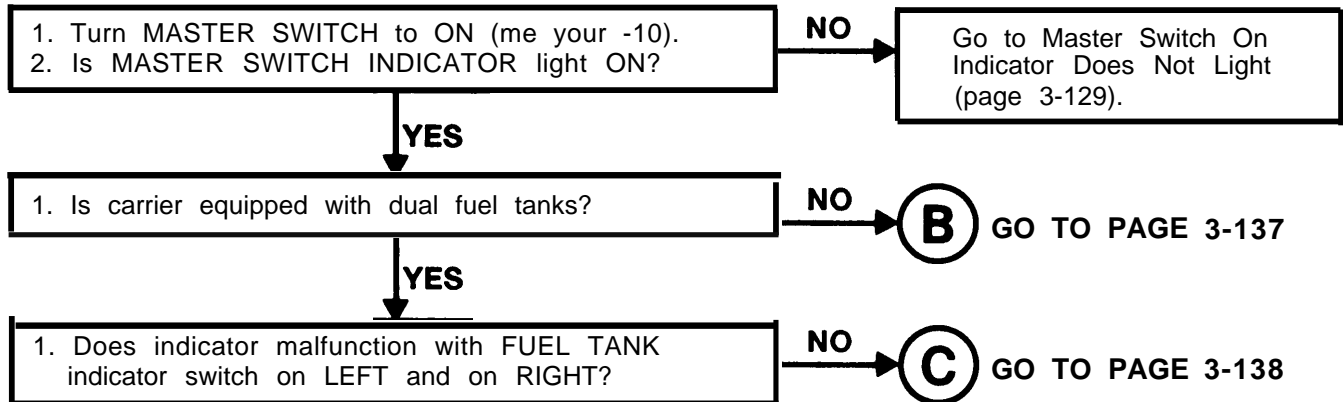 1. Turn MASTER SWITCH to ON (me your -10).
2. Is MASTER SWITCH INDICATOR light ON?
NO
Go to Master Switch On
Indicator Does Not Light
(page 3-129).
YES
1. Is carrier equipped with dual fuel tanks?
NO
B GO TO PAGE 3-137
YES
1. Does indicator malfunction with FUEL TANK
indicator switch on LEFT and on RIGHT?
NO
C GO TO PAGE 3-138